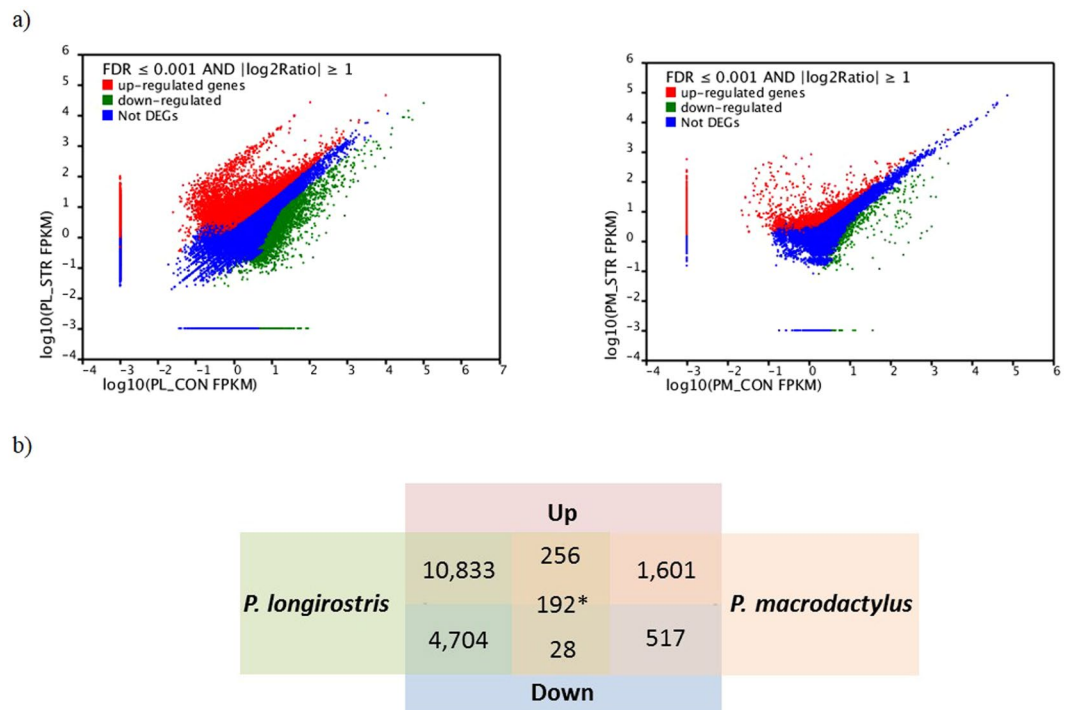 a)
FDR ≤ 0.001 AND |log2Ratio| ≥ 1
up-regulated genes
down-regulated
Not DEGs
log10(PL_STR FPKM)
6
5
4
3
2
1
0
−1
−2
−3
−4
−4 −3 −2 −1 0 1 2 3 4 5 6 7
log10(PL_CON FPKM)
FDR ≤ 0.001 AND |log2Ratio| ≥ 1
up-regulated genes
down-regulated
Not DEGs
log10(PM_STR FPKM)
6
5
4
3
2
1
0
−1
−2
−3
−4
−4 −3 −2 −1 0 1 2 3 4 5 6
log10(PM_CON FPKM)
b)
Up
10,833 256 1,601
P. longirostris 192* P. macrodactylus
4,704 28 517
Down